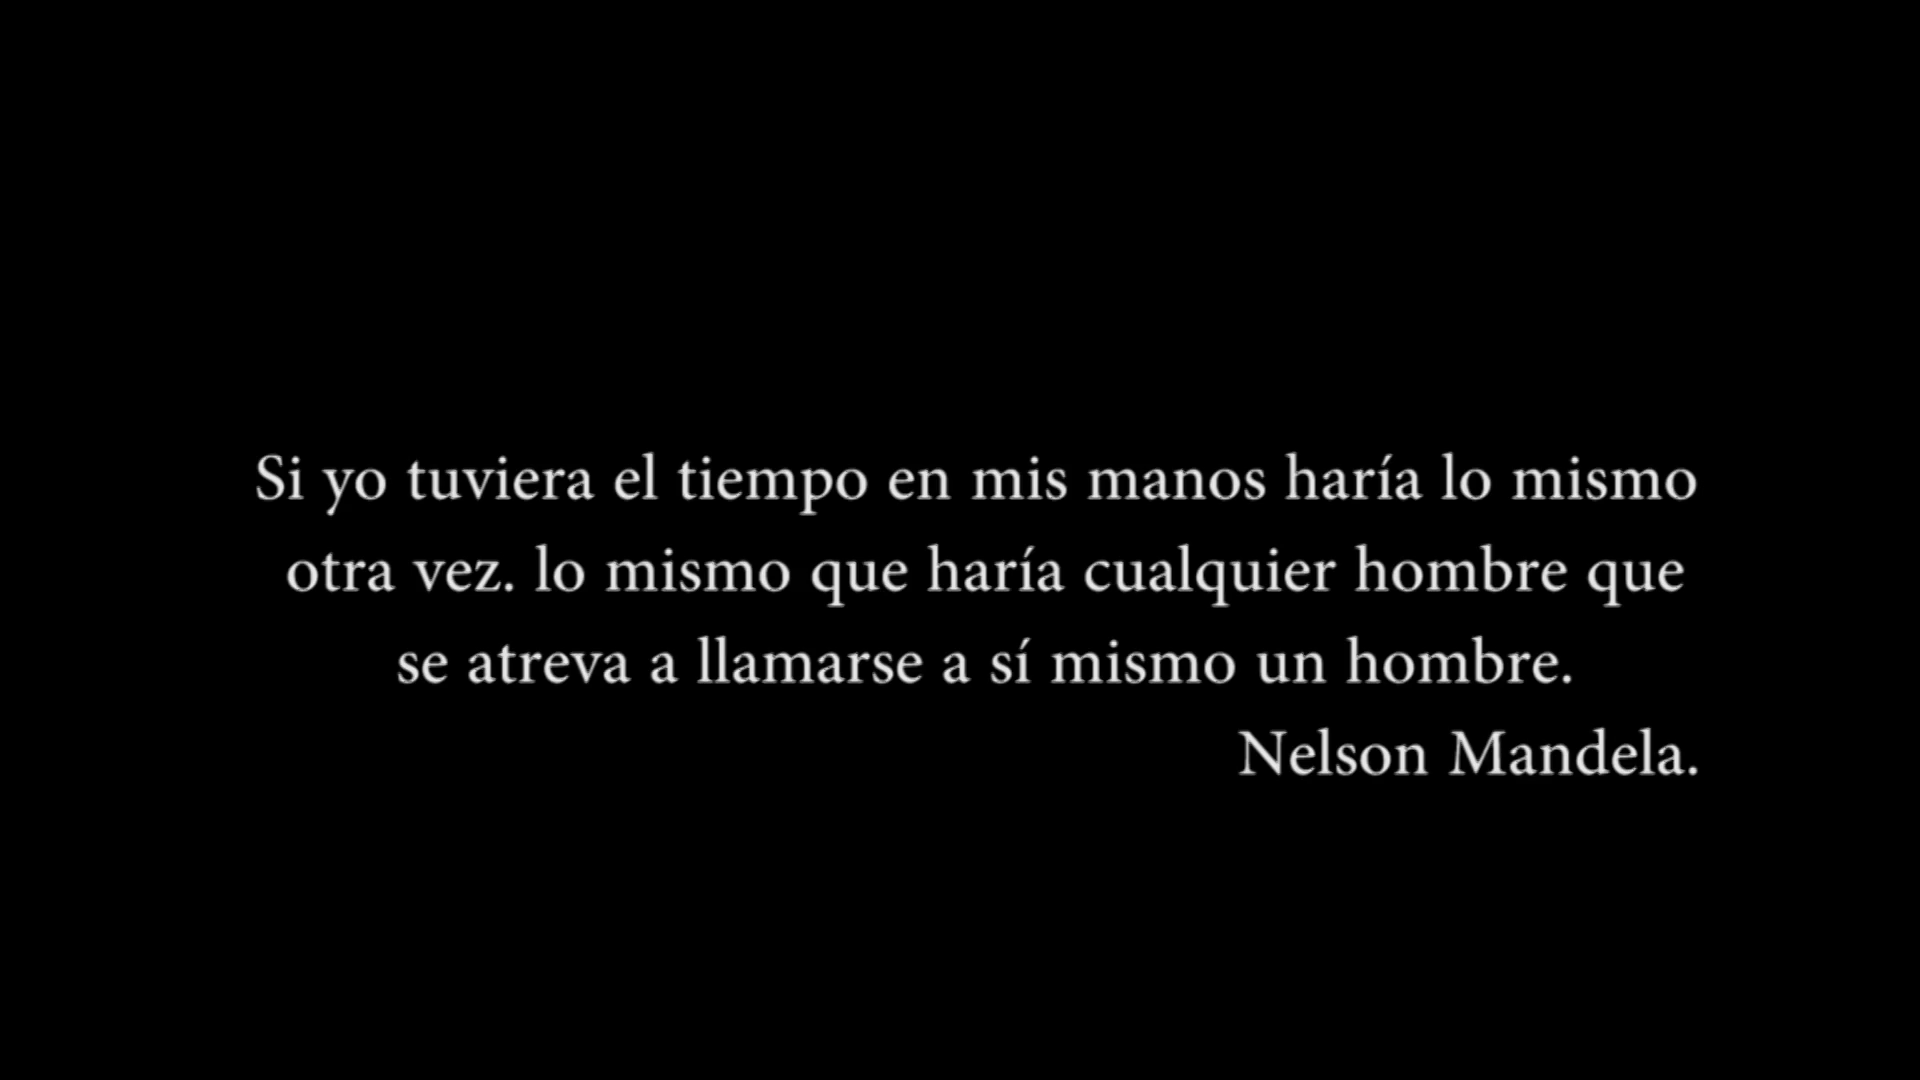 Si yo tuviera el tiempo en mis manos haría lo mismo
otra vez. lo mismo que haría cualquier hombre que
se atreva a llamarse a sí mismo un hombre.
Nelson Mandela.